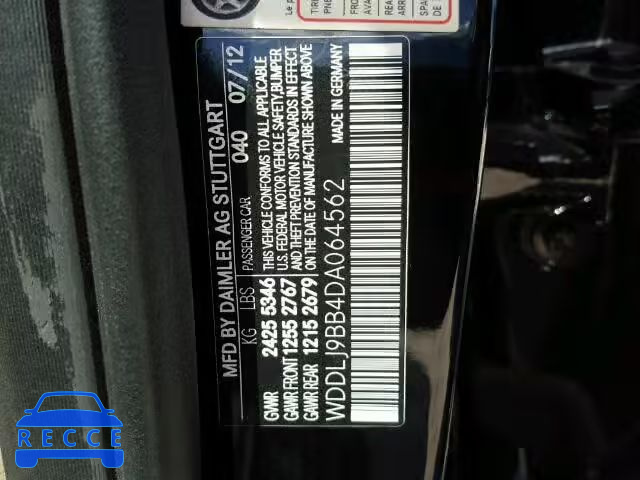 MFD BY DAIMLER AG STUTTGART
040 07/12
KG LBS PASSENGER CAR
GWR 2425 5346
GAWR FRONT 1255 2767
GAWR REAR 1215 2679
THIS VEHICLE CONFORMS TO ALL APPLICABLE
U.S. FEDERAL MOTOR VEHICLE SAFETY, BUMPER
AND THEFT PREVENTION STANDARDS IN EFFECT
ON THE DATE OF MANUFACTURE SHOWN ABOVE
WDDLJ9BB4DA064562 MADE IN GERMANY
RECCE